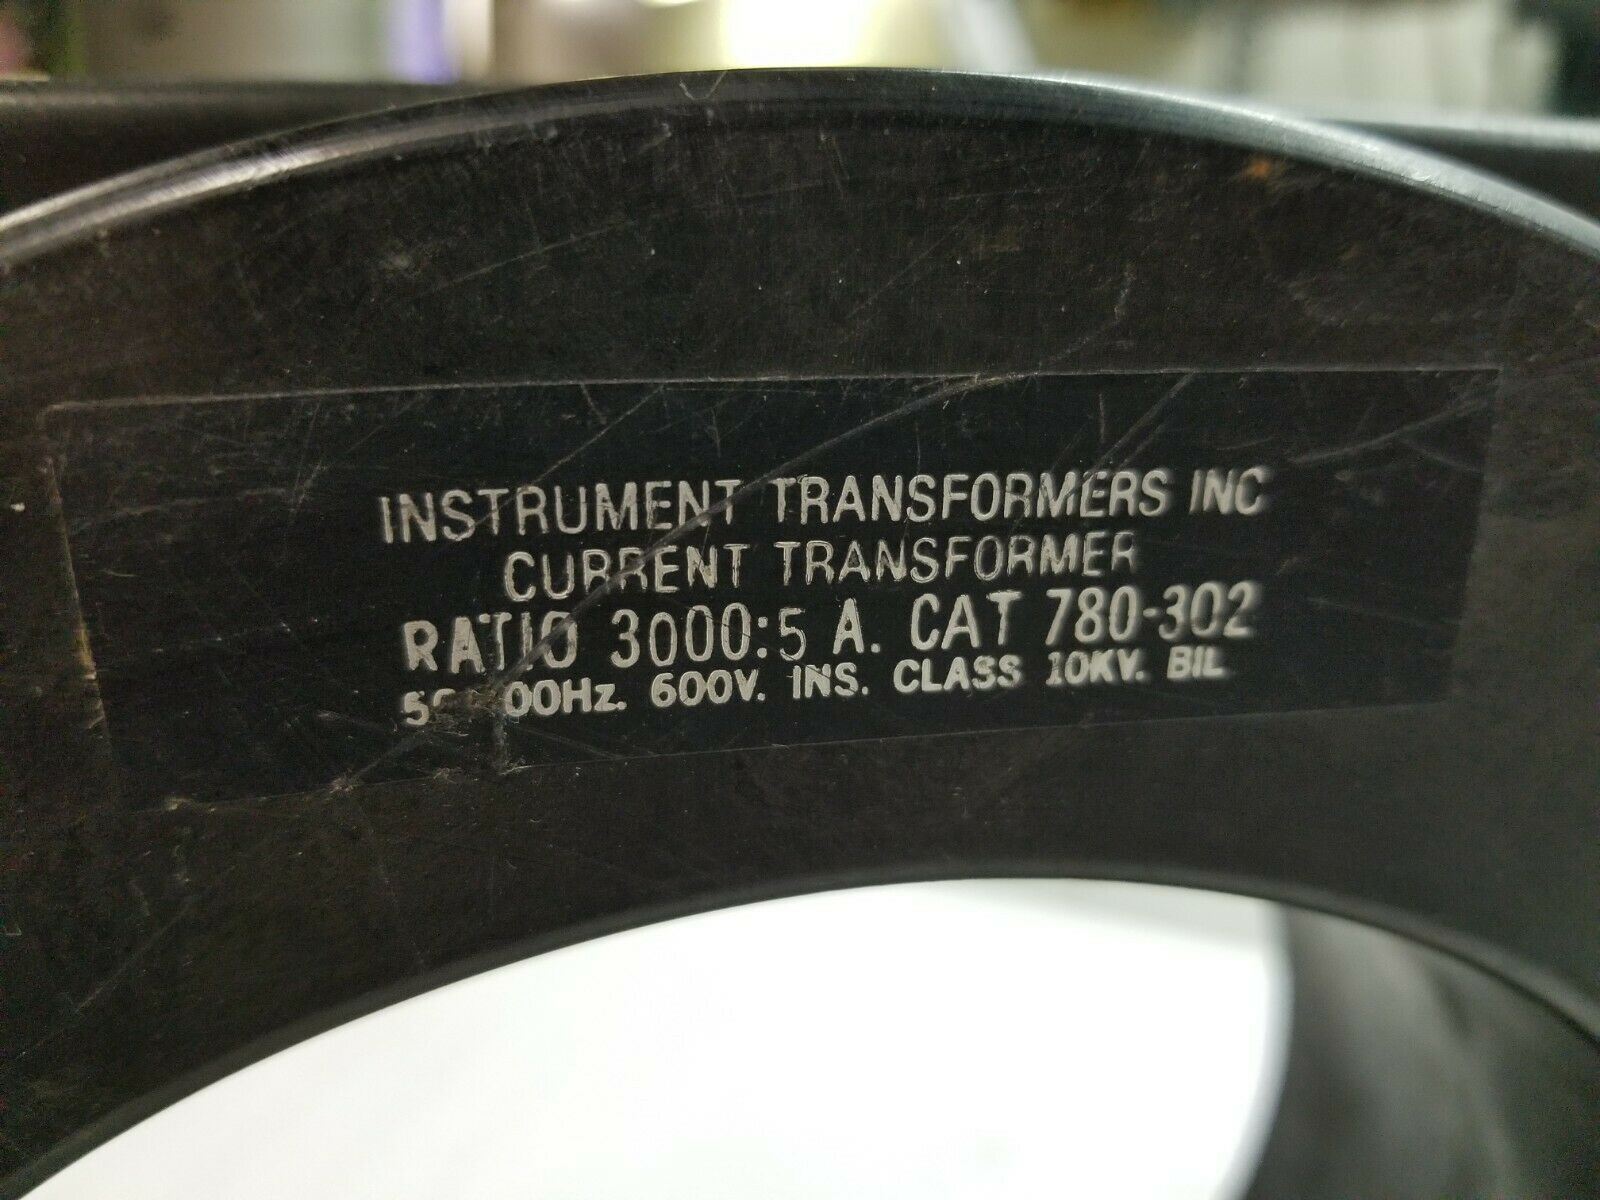 INSTRUMENT TRANSFORMERS INC
CURRENT TRANSFORMER
RATIO 3000:5 A. CAT 780-302
600V. INS. CLASS 10KV. BIL